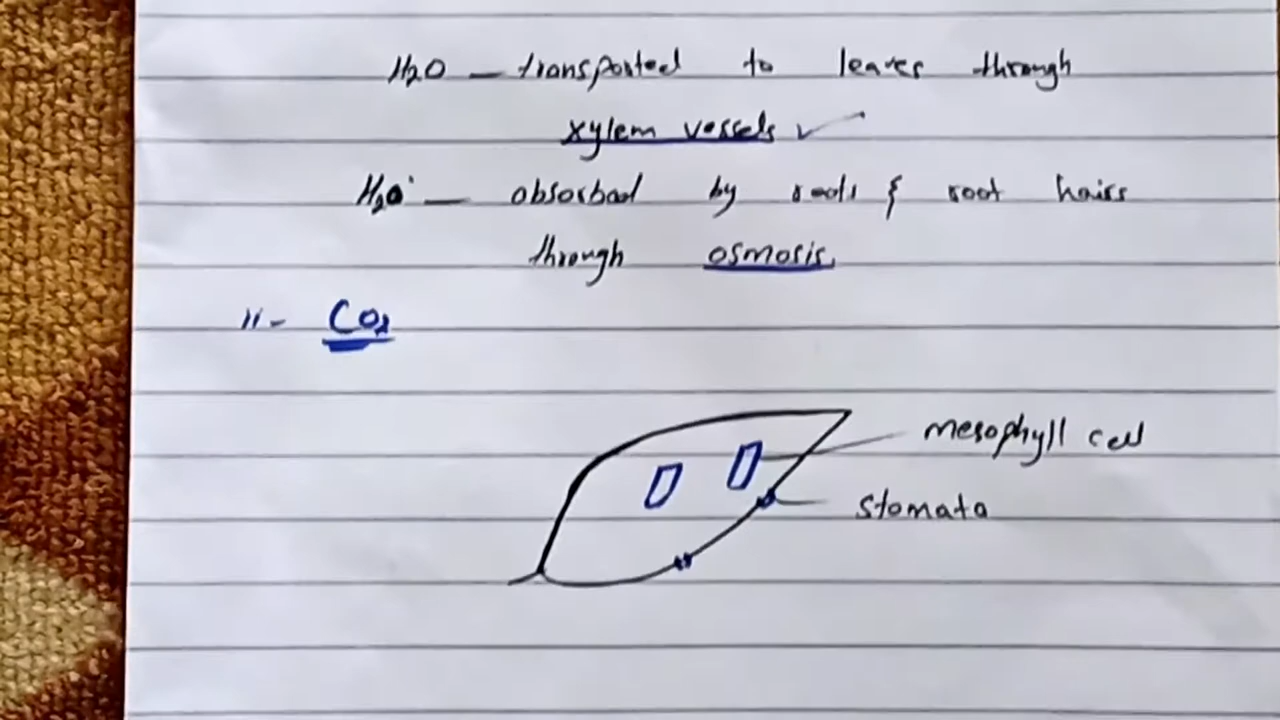 H2O — transported to leaves through
xylem vessels ✓
H2O — absorbed by roots & root hairs
through osmosis
11- CO2
mesophyll cell
stomata